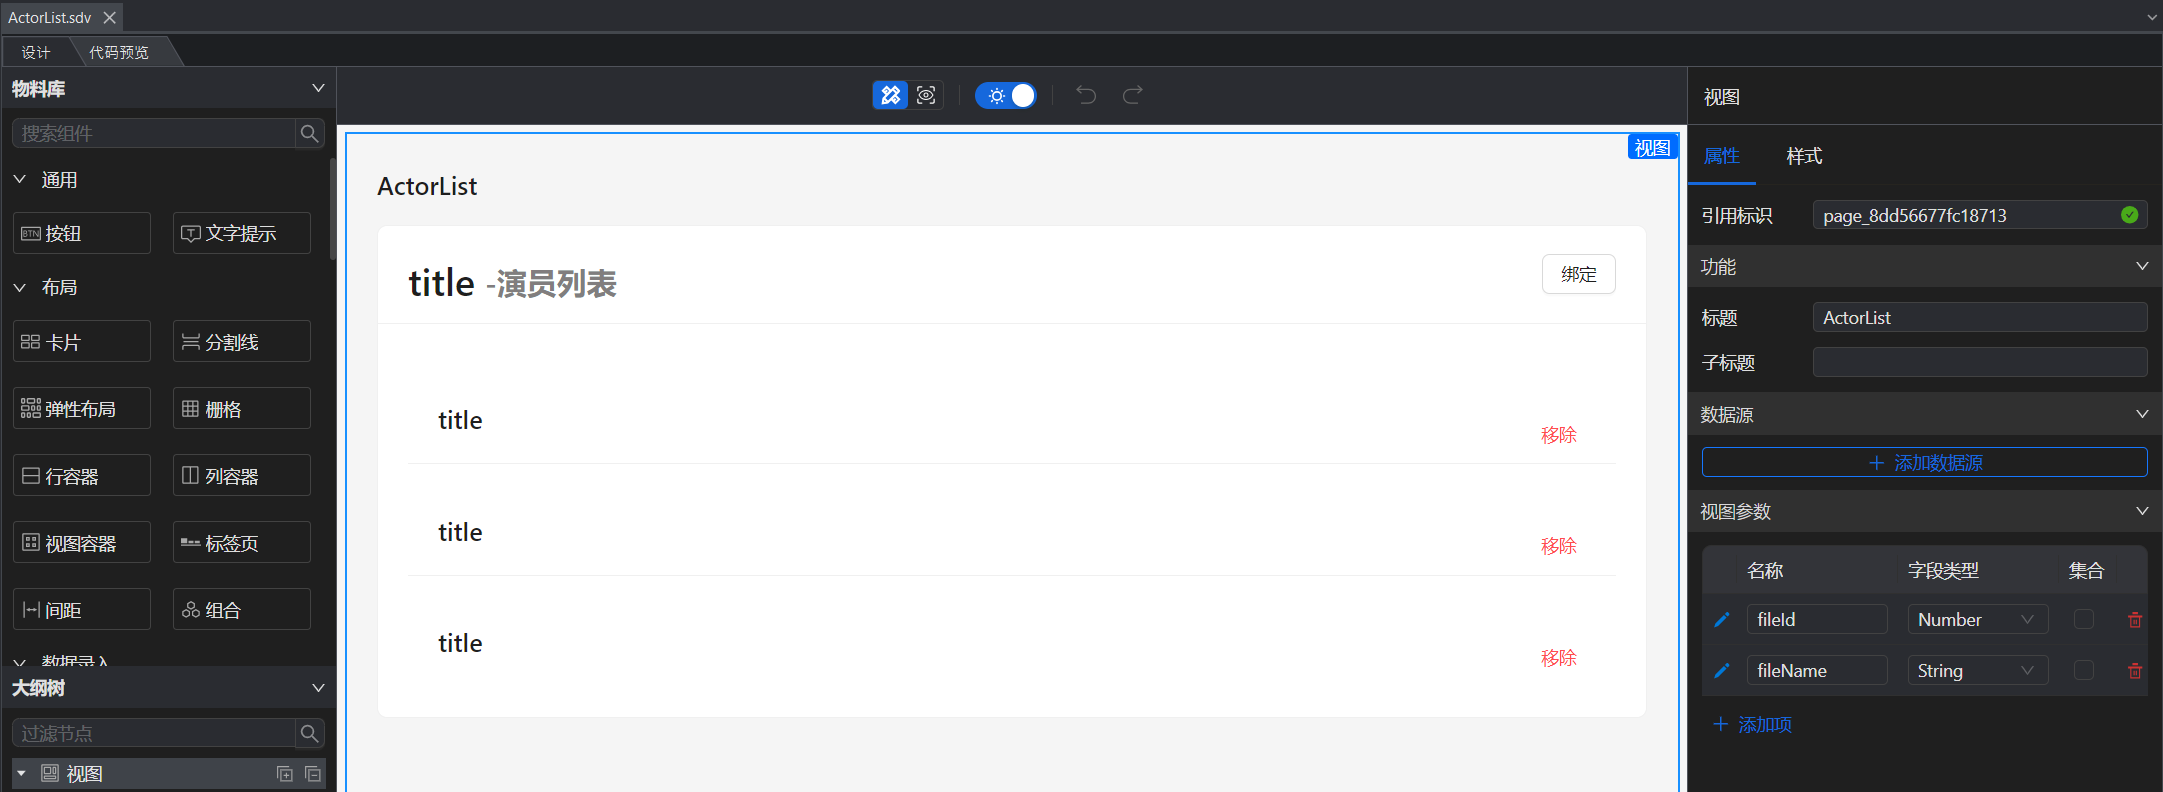 ActorList.sdv
设计
代码预览
物料库
搜索组件
通用
BTN 按钮
文字提示
布局
卡片
分割线
弹性布局
栅格
行容器
列容器
视图容器
标签页
间距
组合
数据录入
大纲树
过滤节点
视图
视图
ActorList
title -演员列表
绑定
title
移除
title
移除
title
移除
视图
属性
样式
引用标识
page_8dd56677fc18713
功能
标题
ActorList
子标题
数据源
添加数据源
视图参数
名称
字段类型
集合
fileId
Number
fileName
String
添加项